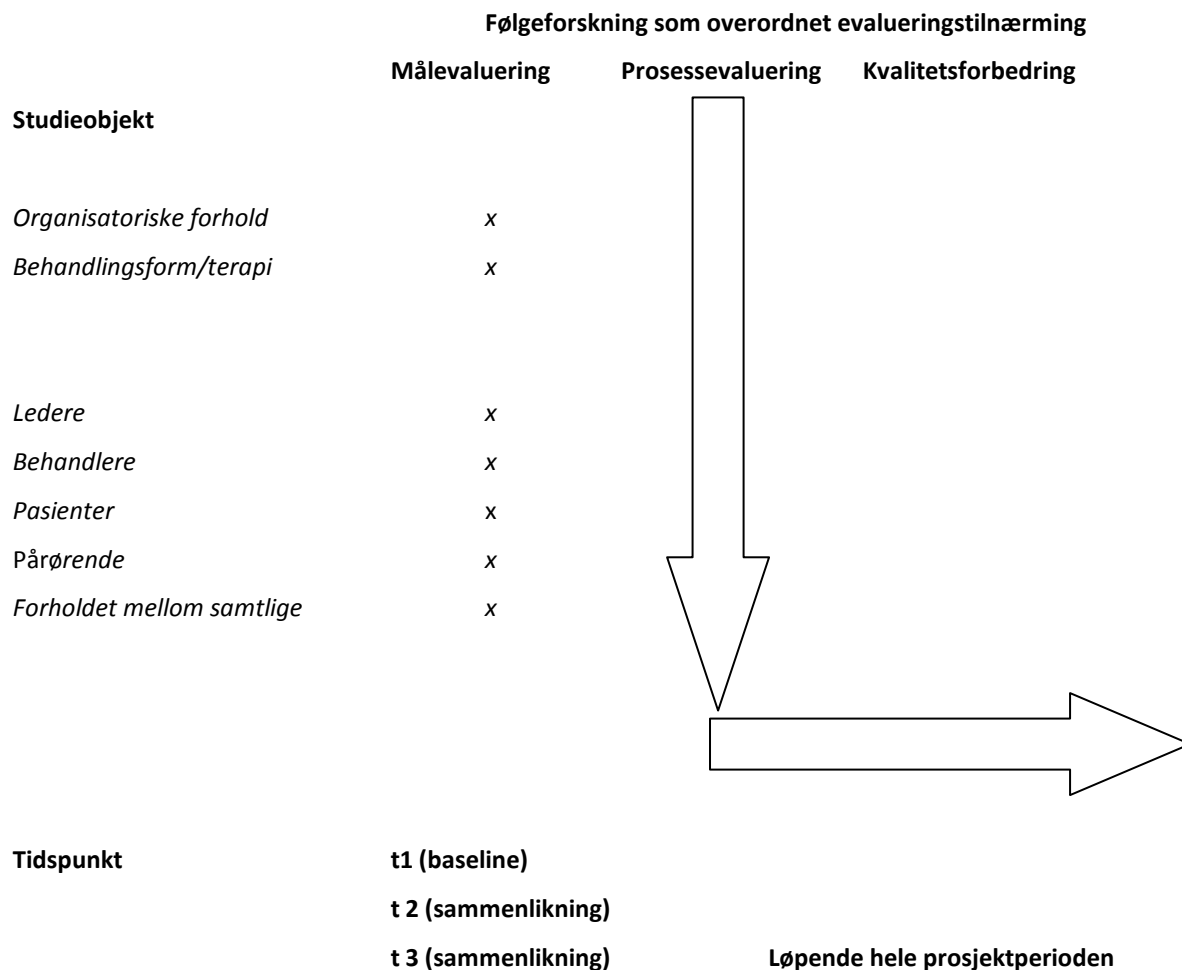 Følgeforskning som overordnet evalueringstilnærming
Målevaluering Prosessevaluering Kvalitetsforbedring
Studieobjekt
Organisatoriske forhold x
Behandlingsform/terapi x
Ledere x
Behandlere x
Pasienter x
Pårørende x
Forholdet mellom samtlige x
Tidspunkt t1 (baseline)
t 2 (sammenlikning)
t 3 (sammenlikning) Løpende hele prosjektperioden